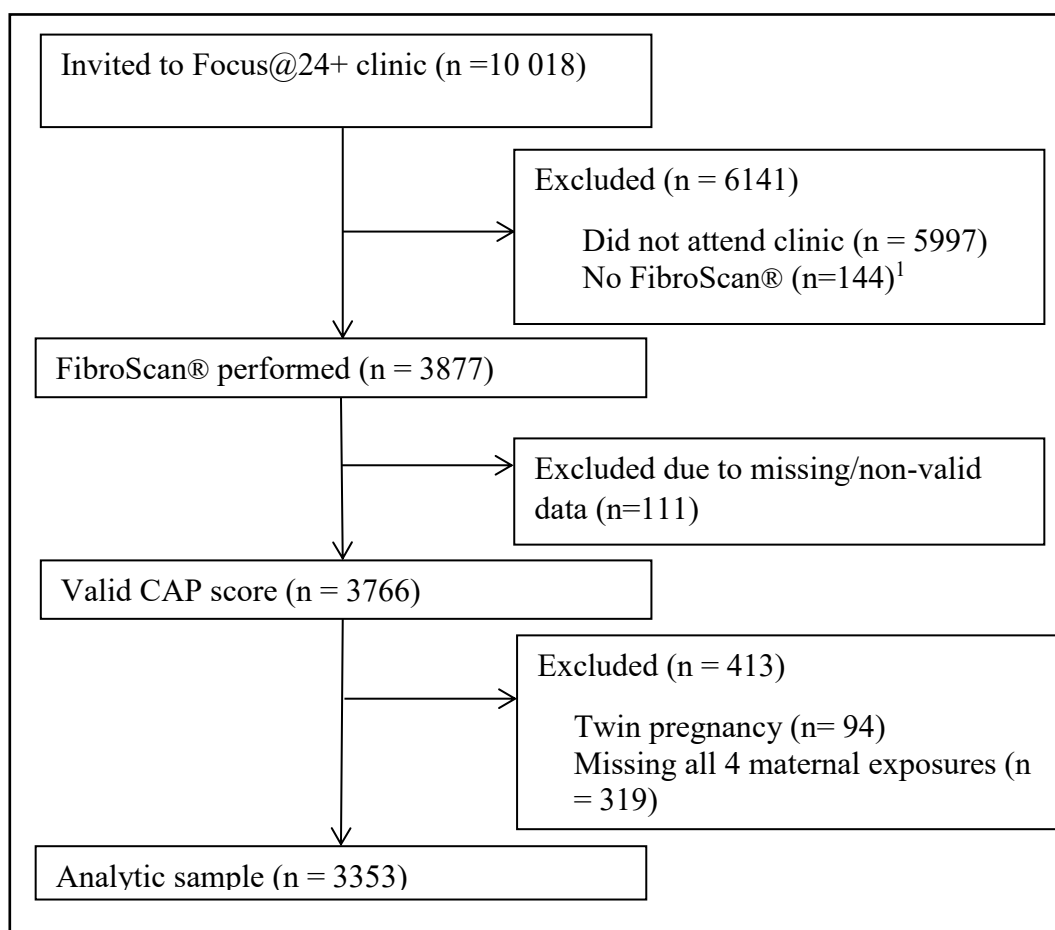 Invited to Focus@24+ clinic (n =10 018)
Excluded (n = 6141)
Did not attend clinic (n = 5997)
No FibroScan® (n=144)¹
FibroScan® performed (n = 3877)
Excluded due to missing/non-valid
data (n=111)
Valid CAP score (n = 3766)
Excluded (n = 413)
Twin pregnancy (n= 94)
Missing all 4 maternal exposures (n
= 319)
Analytic sample (n = 3353)